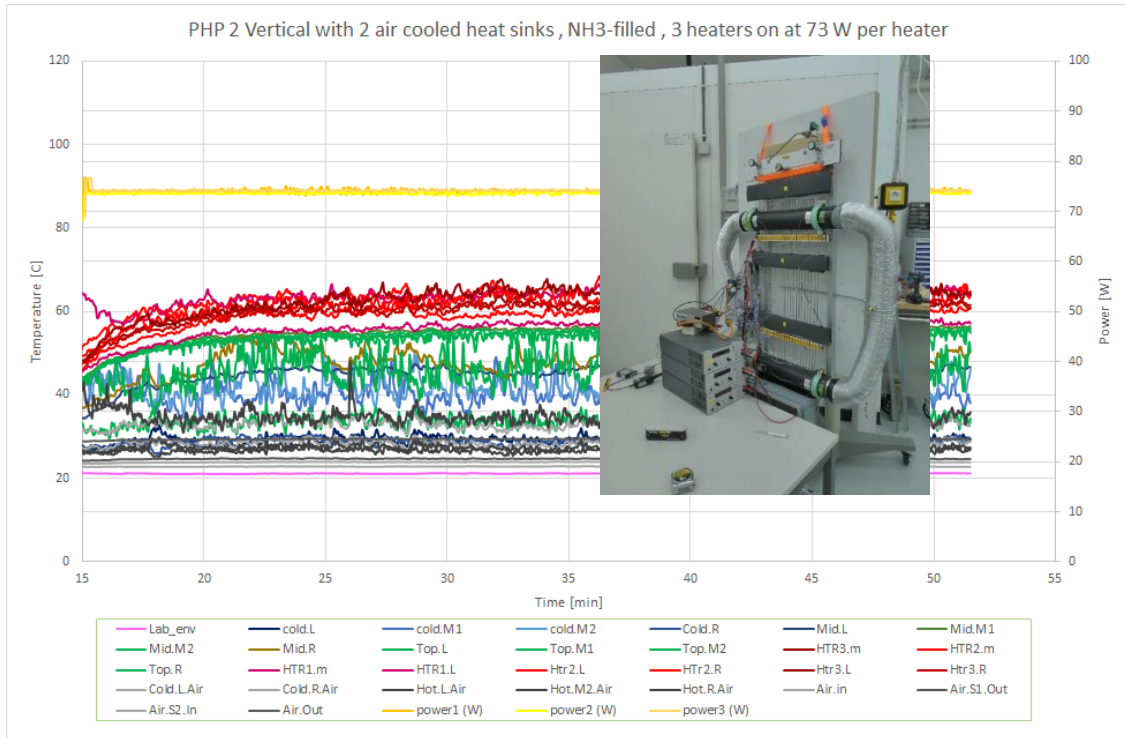 PHP 2 Vertical with 2 air cooled heat sinks , NH3-filled , 3 heaters on at 73 W per heater
120
100
80
60
40
20
0
Temperature [C]
100
90
80
70
60
50
40
30
20
10
0
Power [W]
15 20 25 30 35 40 45 50 55
Time [min]
Lab_env cold.L cold.M1 cold.M2 Cold.R Mid.L Mid.M1
Mid.M2 Mid.R Top.L Top.M1 Top.M2 HTR3.m HTR2.m
Top.R HTR1.m HTR1.L Htr2.L HTr2.R Htr3.L Htr3.R
Cold.L.Air Cold.R.Air Hot.L.Air Hot.M2.Air Hot.R.Air Air.in Air.S1.Out
Air.S2.In Air.Out power1 (W) power2 (W) power3 (W)